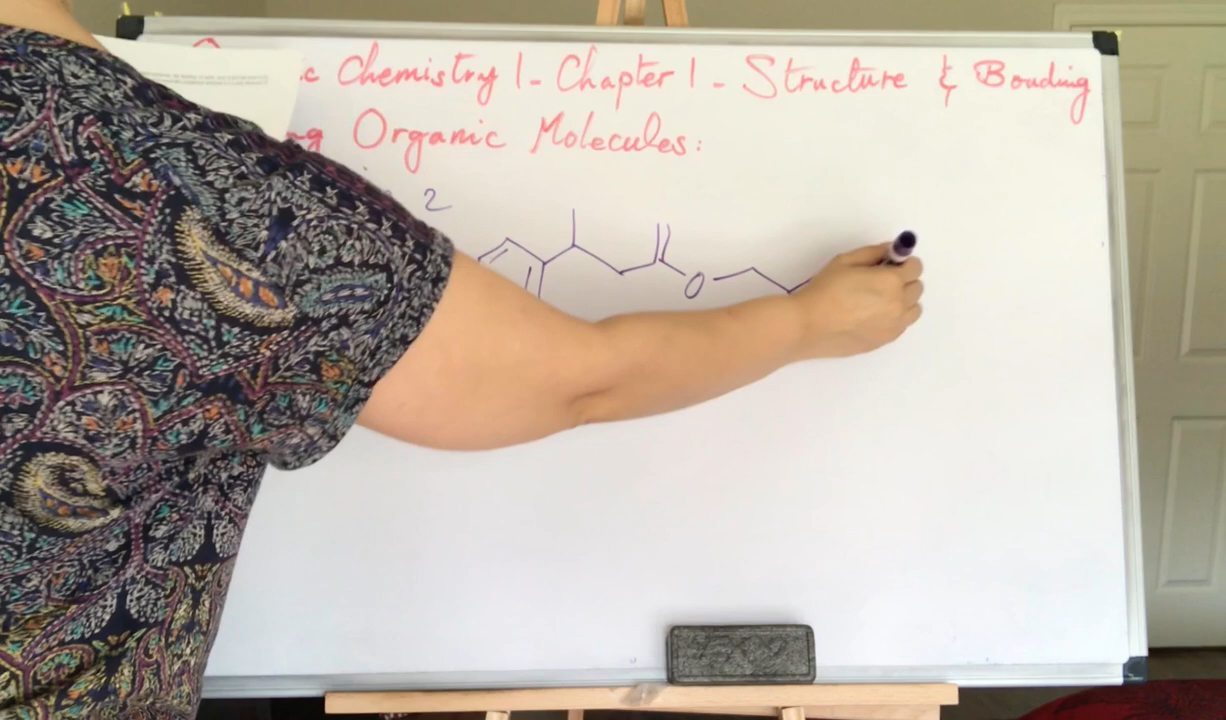 Chemistry 1 - Chapter 1 - Structure & Bonding
Organic Molecules:
2
O